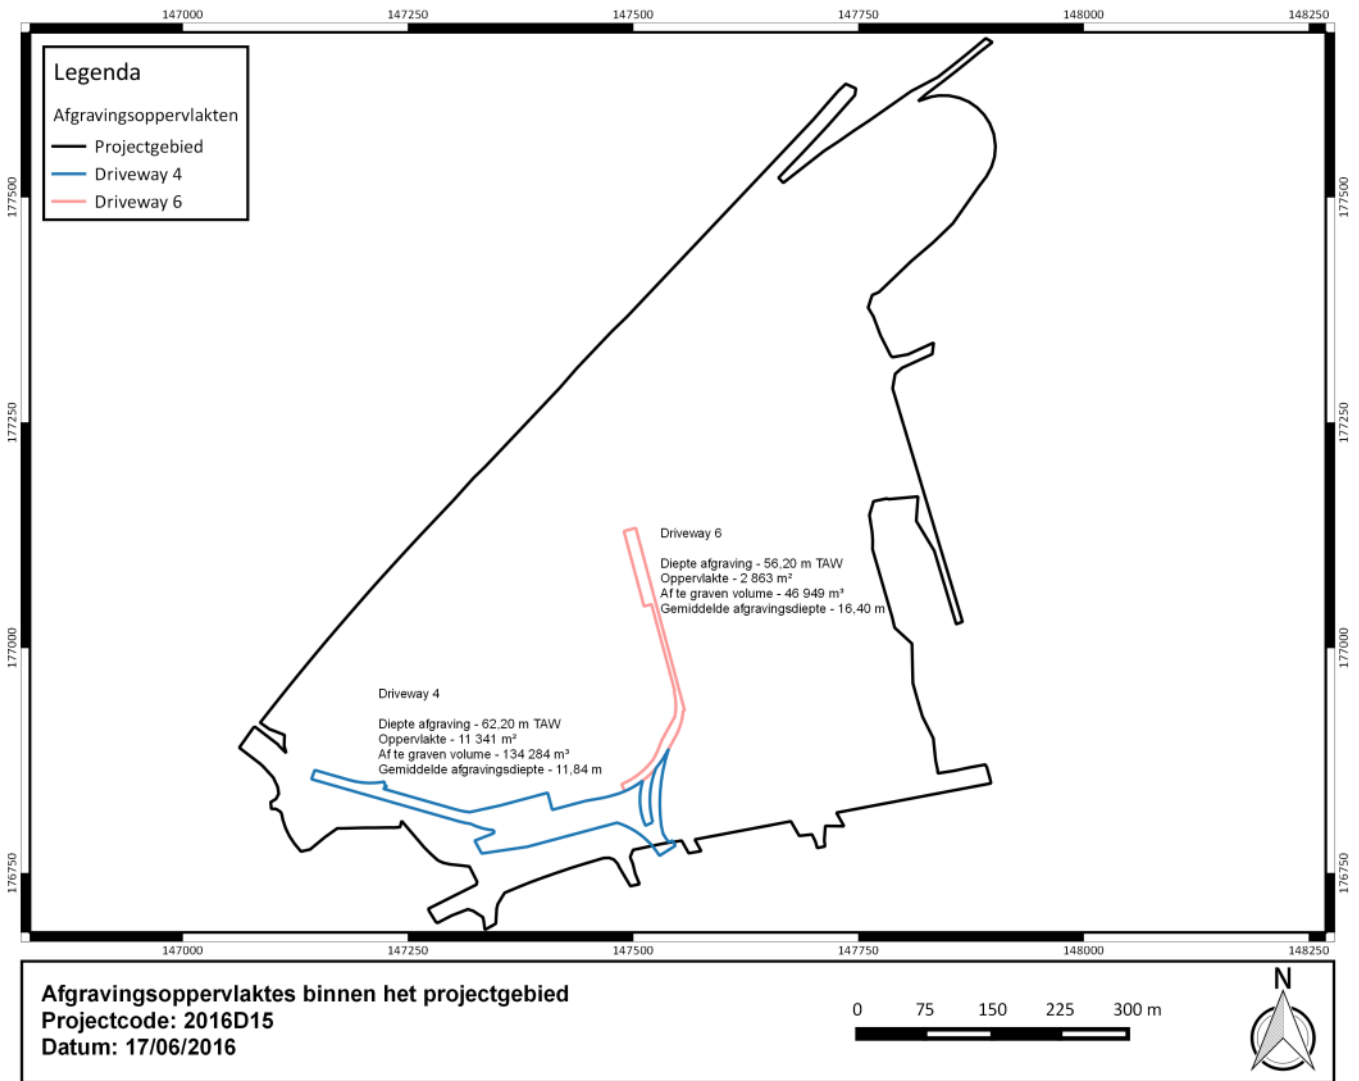 147000 147250 147500 147750 148000 148250
Legenda
Afgravingsoppervlakten
Projectgebied
Driveway 4
Driveway 6
177500 177500
177250 177250
Driveway 6
Diepte afgraving - 56,20 m TAW
Oppervlakte - 2 863 m²
Af te graven volume - 46 949 m³
Gemiddelde afgravingsdiepte - 16,40 m
177000 177000
Driveway 4
Diepte afgraving - 62,20 m TAW
Oppervlakte - 11 341 m²
Af te graven volume - 134 284 m³
Gemiddelde afgravingsdiepte - 11,84 m
176750 176750
147000 147250 147500 147750 148000 148250
Afgravingsoppervlaktes binnen het projectgebied
Projectcode: 2016D15
Datum: 17/06/2016
0 75 150 225 300 m
N